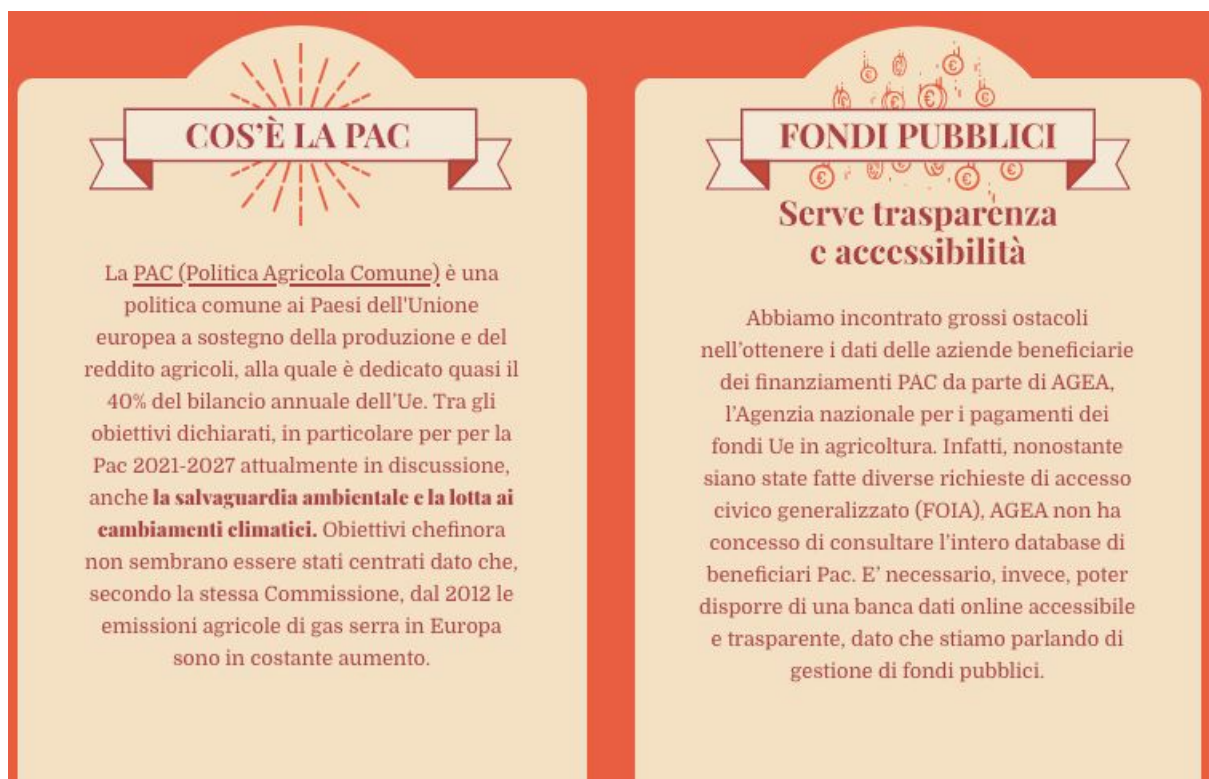 COS'È LA PAC
La PAC (Politica Agricola Comune) è una
politica comune ai Paesi dell'Unione
europea a sostegno della produzione e del
reddito agricoli, alla quale è dedicato quasi il
40% del bilancio annuale dell'Ue. Tra gli
obiettivi dichiarati, in particolare per per la
Pac 2021-2027 attualmente in discussione,
anche la salvaguardia ambientale e la lotta ai
cambiamenti climatici. Obiettivi chefinora
non sembrano essere stati centrati dato che,
secondo la stessa Commissione, dal 2012 le
emissioni agricole di gas serra in Europa
sono in costante aumento.
FONDI PUBBLICI
Serve trasparenza
e accessibilità
Abbiamo incontrato grossi ostacoli
nell'ottenere i dati delle aziende beneficiarie
dei finanziamenti PAC da parte di AGEA,
l'Agenzia nazionale per i pagamenti dei
fondi Ue in agricoltura. Infatti, nonostante
siano state fatte diverse richieste di accesso
civico generalizzato (FOIA), AGEA non ha
concesso di consultare l'intero database di
beneficiari Pac. E' necessario, invece, poter
disporre di una banca dati online accessibile
e trasparente, dato che stiamo parlando di
gestione di fondi pubblici.